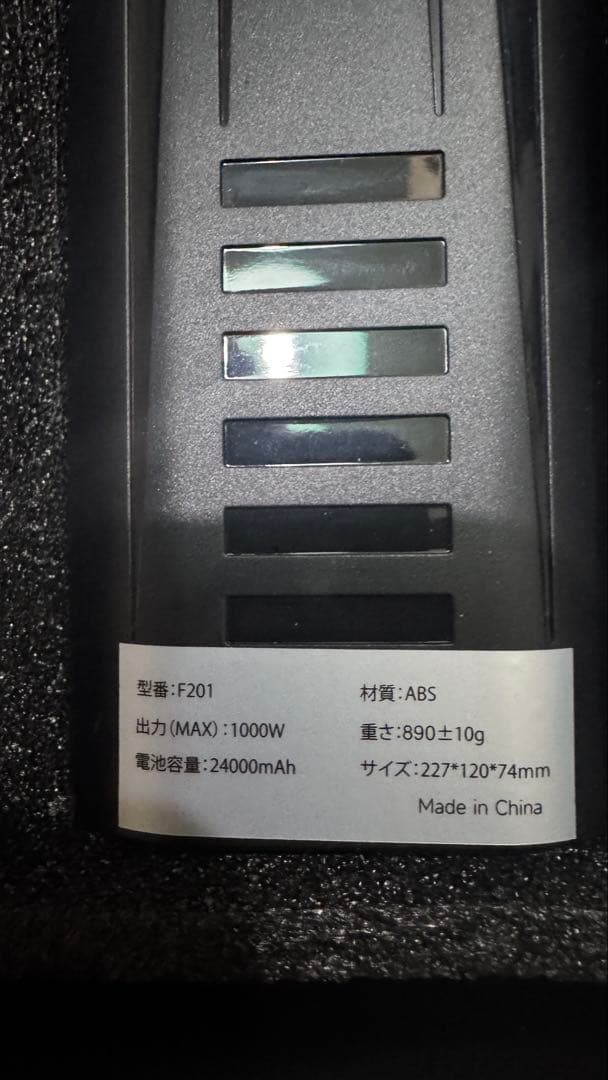 型番:F201
材質:ABS
出力(MAX):1000W
重さ:890±10g
電池容量:24000mAh
サイズ:227*120*74mm
Made in China